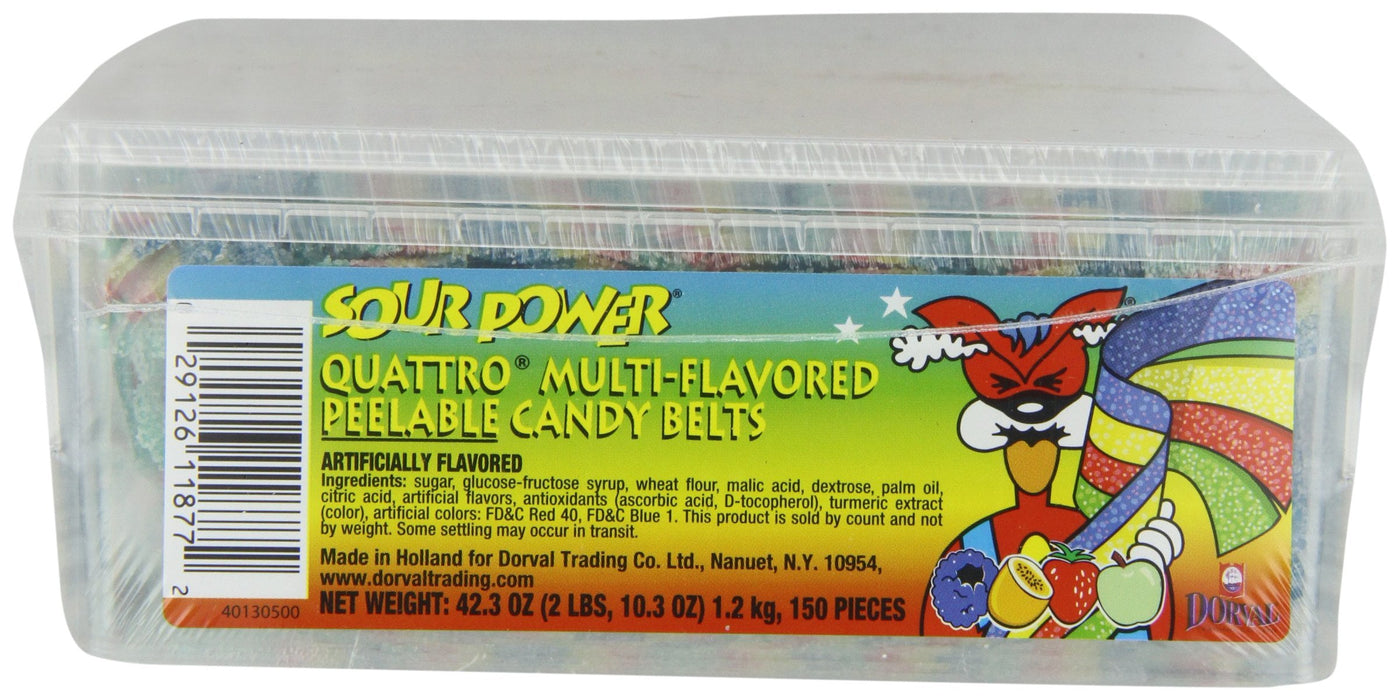 SOUR POWER®
QUATTRO® MULTI-FLAVORED
PEELABLE CANDY BELTS
ARTIFICIALLY FLAVORED
Ingredients: sugar, glucose-fructose syrup, wheat flour, malic acid, dextrose, palm oil,
citric acid, artificial flavors, antioxidants (ascorbic acid, D-tocopherol), turmeric extract
(color), artificial colors: FD&C Red 40, FD&C Blue 1. This product is sold by count and not
by weight. Some settling may occur in transit.
Made in Holland for Dorval Trading Co. Ltd., Nanuet, N.Y. 10954,
www.dorvaltrading.com
NET WEIGHT: 42.3 OZ (2 LBS, 10.3 OZ) 1.2 kg, 150 PIECES
0 29126 11877 2
40130500
®
DORVAL